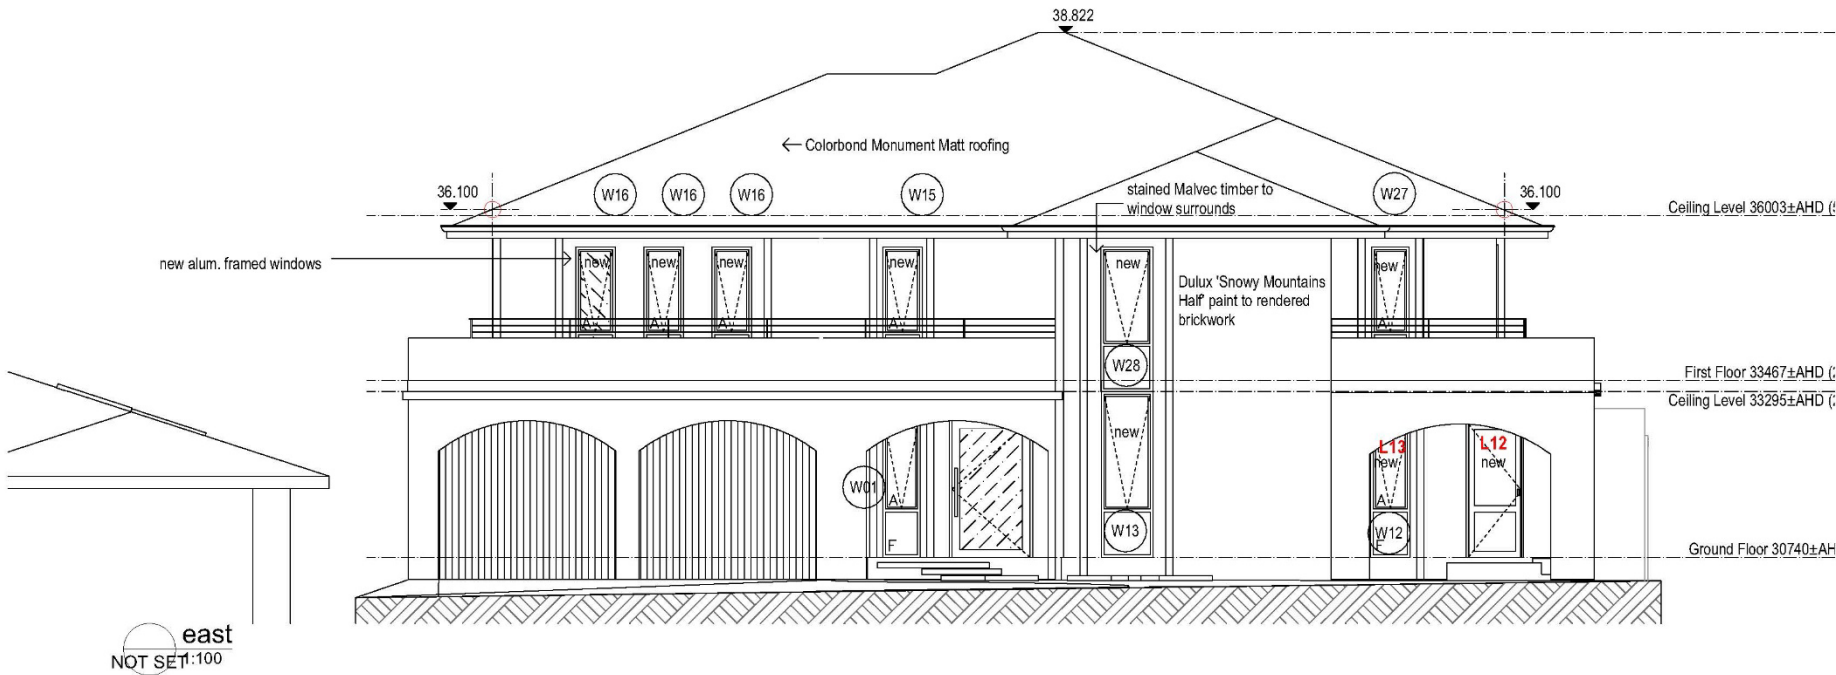 38.822
Colorbond Monument Matt roofing
36.100
W16
W16
W16
W15
stained Malvec timber to
window surrounds
W27
36.100
Ceiling Level 36003±AHD
new alum. framed windows
new
new
new
new
new
new
Dulux 'Snowy Mountains
Half' paint to rendered
brickwork
A
A
A
A
A
W28
First Floor 33467±AHD
Ceiling Level 33295±AHD
new
L13
new
L12
new
W01
A
A
F
W13
W12
F
Ground Floor 30740±AH
east
NOT SET
1:100